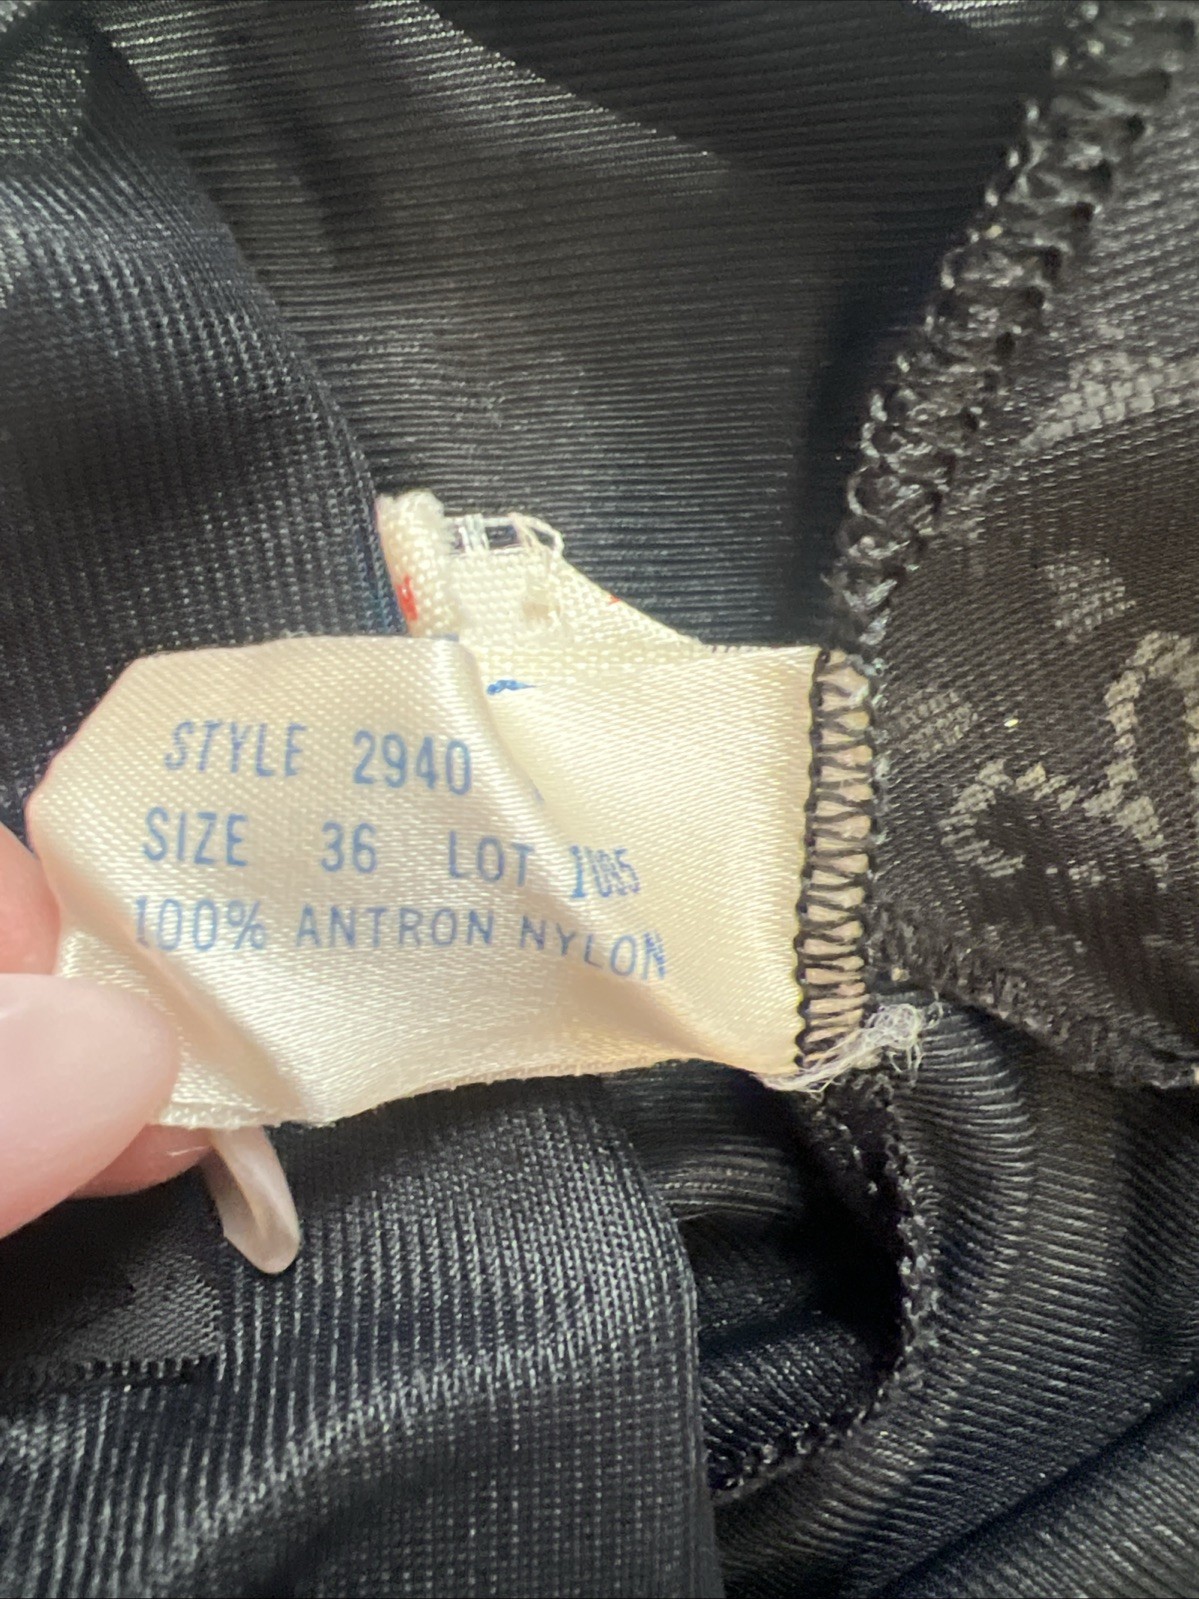 STYLE 2940
SIZE 36 LOT 1085
100% ANTRON NYLON